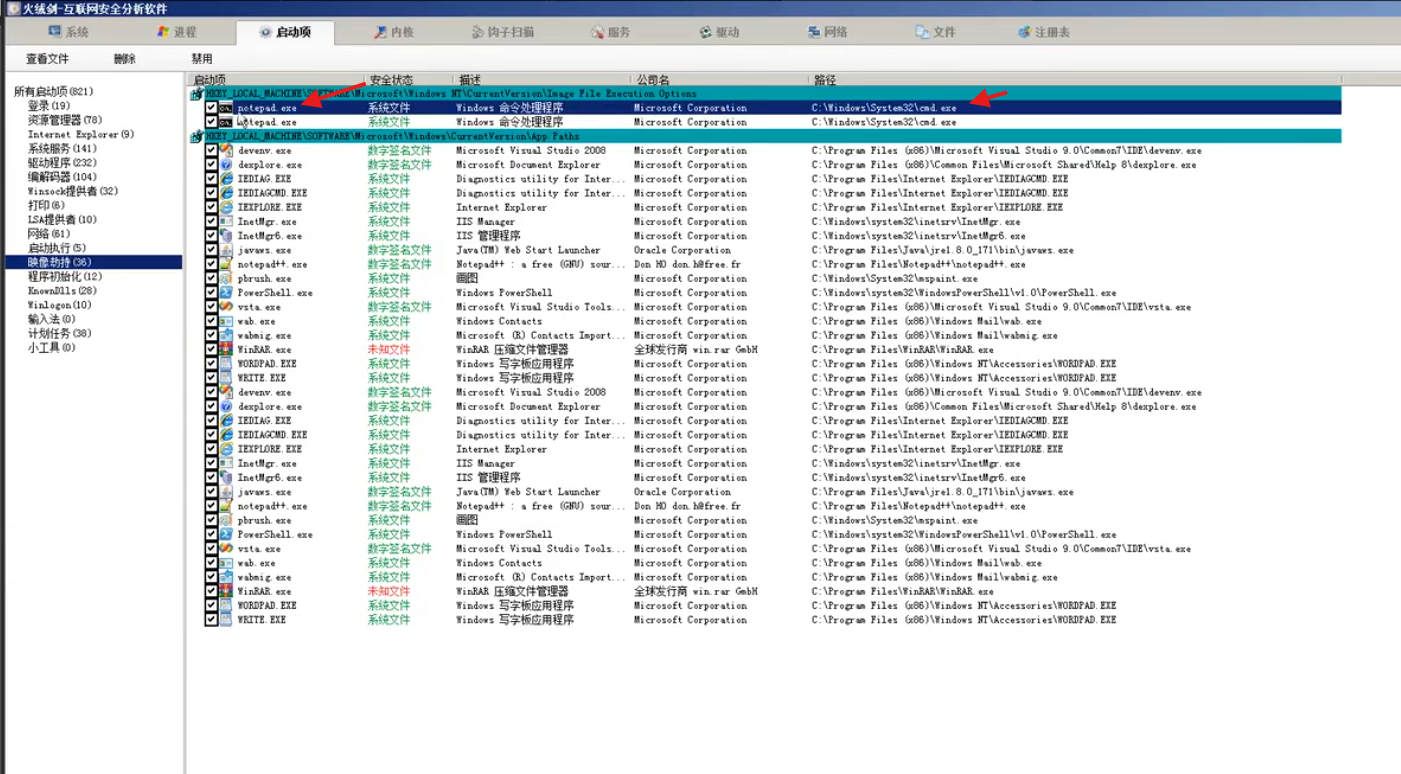 火绒剑-互联网安全分析软件
系统 进程 启动项 内核 钩子扫描 服务 驱动 网络 文件 注册表
查看文件 删除 禁用
所有启动项(821)
登录(19)
资源管理器(78)
Internet Explorer(9)
系统服务(141)
驱动程序(232)
编解码器(104)
Winsock提供者(32)
打印(6)
LSA提供者(10)
网络(61)
启动执行(5)
映像劫持(36)
程序初始化(12)
KnownDlls(28)
Winlogon(10)
输入法(0)
计划任务(38)
小工具(0)
启动项 安全状态 描述 公司名 路径
HKEY_LOCAL_MACHINE\SOFTWARE\Microsoft\Windows NT\CurrentVersion\Image File Execution Options
notepad.exe 系统文件 Windows 命令处理程序 Microsoft Corporation C:\Windows\System32\cmd.exe
notepad.exe 系统文件 Windows 命令处理程序 Microsoft Corporation C:\Windows\System32\cmd.exe
HKEY_LOCAL_MACHINE\SOFTWARE\Microsoft\Windows\CurrentVersion\App Paths
devenv.exe 数字签名文件 Microsoft Visual Studio 2008 Microsoft Corporation C:\Program Files (x86)\Microsoft Visual Studio 9.0\Common7\IDE\devenv.exe
dexplore.exe 数字签名文件 Microsoft Document Explorer Microsoft Corporation C:\Program Files (x86)\Common Files\Microsoft Shared\Help 8\dexplore.exe
IEDIAG.EXE 系统文件 Diagnostics utility for Inter... Microsoft Corporation C:\Program Files\Internet Explorer\IEDIAGCMD.EXE
IEDIAGCMD.EXE 系统文件 Diagnostics utility for Inter... Microsoft Corporation C:\Program Files\Internet Explorer\IEDIAGCMD.EXE
IEXPLORE.EXE 系统文件 Internet Explorer Microsoft Corporation C:\Program Files\Internet Explorer\IEXPLORE.EXE
InetMgr.exe 系统文件 IIS Manager Microsoft Corporation C:\Windows\system32\inetsrv\InetMgr.exe
InetMgr6.exe 系统文件 IIS 管理程序 Microsoft Corporation C:\Windows\system32\inetsrv\InetMgr6.exe
javaws.exe 数字签名文件 Java(TM) Web Start Launcher Oracle Corporation C:\Program Files\Java\jre1.8.0_171\bin\javaws.exe
notepad++.exe 数字签名文件 Notepad++ : a free (GNU) sour... Don HO don.h@free.fr C:\Program Files\Notepad++\notepad++.exe
pbrush.exe 系统文件 画图 Microsoft Corporation C:\Windows\System32\mspaint.exe
PowerShell.exe 系统文件 Windows PowerShell Microsoft Corporation C:\Windows\system32\WindowsPowerShell\v1.0\PowerShell.exe
vsta.exe 数字签名文件 Microsoft Visual Studio Tools... Microsoft Corporation C:\Program Files (x86)\Microsoft Visual Studio 9.0\Common7\IDE\vsta.exe
wab.exe 系统文件 Windows Contacts Microsoft Corporation C:\Program Files (x86)\Windows Mail\wab.exe
wabmig.exe 系统文件 Microsoft (R) Contacts Import... Microsoft Corporation C:\Program Files (x86)\Windows Mail\wabmig.exe
WinRAR.exe 未知文件 WinRAR 压缩文件管理器 全球发行商 win.rar GmbH C:\Program Files\WinRAR\WinRAR.exe
WORDPAD.EXE 系统文件 Windows 写字板应用程序 Microsoft Corporation C:\Program Files (x86)\Windows NT\Accessories\WORDPAD.EXE
WRITE.EXE 系统文件 Windows 写字板应用程序 Microsoft Corporation C:\Program Files (x86)\Windows NT\Accessories\WORDPAD.EXE
devenv.exe 数字签名文件 Microsoft Visual Studio 2008 Microsoft Corporation C:\Program Files (x86)\Microsoft Visual Studio 9.0\Common7\IDE\devenv.exe
dexplore.exe 数字签名文件 Microsoft Document Explorer Microsoft Corporation C:\Program Files (x86)\Common Files\Microsoft Shared\Help 8\dexplore.exe
IEDIAG.EXE 系统文件 Diagnostics utility for Inter... Microsoft Corporation C:\Program Files\Internet Explorer\IEDIAGCMD.EXE
IEDIAGCMD.EXE 系统文件 Diagnostics utility for Inter... Microsoft Corporation C:\Program Files\Internet Explorer\IEDIAGCMD.EXE
IEXPLORE.EXE 系统文件 Internet Explorer Microsoft Corporation C:\Program Files\Internet Explorer\IEXPLORE.EXE
InetMgr.exe 系统文件 IIS Manager Microsoft Corporation C:\Windows\system32\inetsrv\InetMgr.exe
InetMgr6.exe 系统文件 IIS 管理程序 Microsoft Corporation C:\Windows\system32\inetsrv\InetMgr6.exe
javaws.exe 数字签名文件 Java(TM) Web Start Launcher Oracle Corporation C:\Program Files\Java\jre1.8.0_171\bin\javaws.exe
notepad++.exe 数字签名文件 Notepad++ : a free (GNU) sour... Don HO don.h@free.fr C:\Program Files\Notepad++\notepad++.exe
pbrush.exe 系统文件 画图 Microsoft Corporation C:\Windows\System32\mspaint.exe
PowerShell.exe 系统文件 Windows PowerShell Microsoft Corporation C:\Windows\system32\WindowsPowerShell\v1.0\PowerShell.exe
vsta.exe 数字签名文件 Microsoft Visual Studio Tools... Microsoft Corporation C:\Program Files (x86)\Microsoft Visual Studio 9.0\Common7\IDE\vsta.exe
wab.exe 系统文件 Windows Contacts Microsoft Corporation C:\Program Files (x86)\Windows Mail\wab.exe
wabmig.exe 系统文件 Microsoft (R) Contacts Import... Microsoft Corporation C:\Program Files (x86)\Windows Mail\wabmig.exe
WinRAR.exe 未知文件 WinRAR 压缩文件管理器 全球发行商 win.rar GmbH C:\Program Files\WinRAR\WinRAR.exe
WORDPAD.EXE 系统文件 Windows 写字板应用程序 Microsoft Corporation C:\Program Files (x86)\Windows NT\Accessories\WORDPAD.EXE
WRITE.EXE 系统文件 Windows 写字板应用程序 Microsoft Corporation C:\Program Files (x86)\Windows NT\Accessories\WORDPAD.EXE